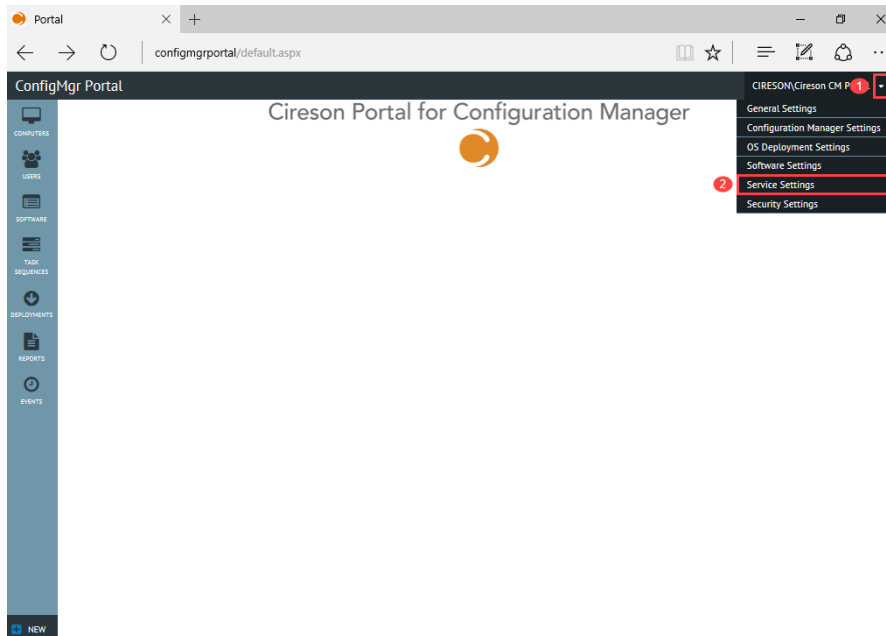 Portal
configmgrportal/default.aspx
ConfigMgr Portal
CIRESON\Cireson CM P
1
General Settings
Configuration Manager Settings
OS Deployment Settings
Software Settings
2
Service Settings
Security Settings
Cireson Portal for Configuration Manager
COMPUTERS
USERS
SOFTWARE
TASK
SEQUENCES
DEPLOYMENTS
REPORTS
EVENTS
NEW